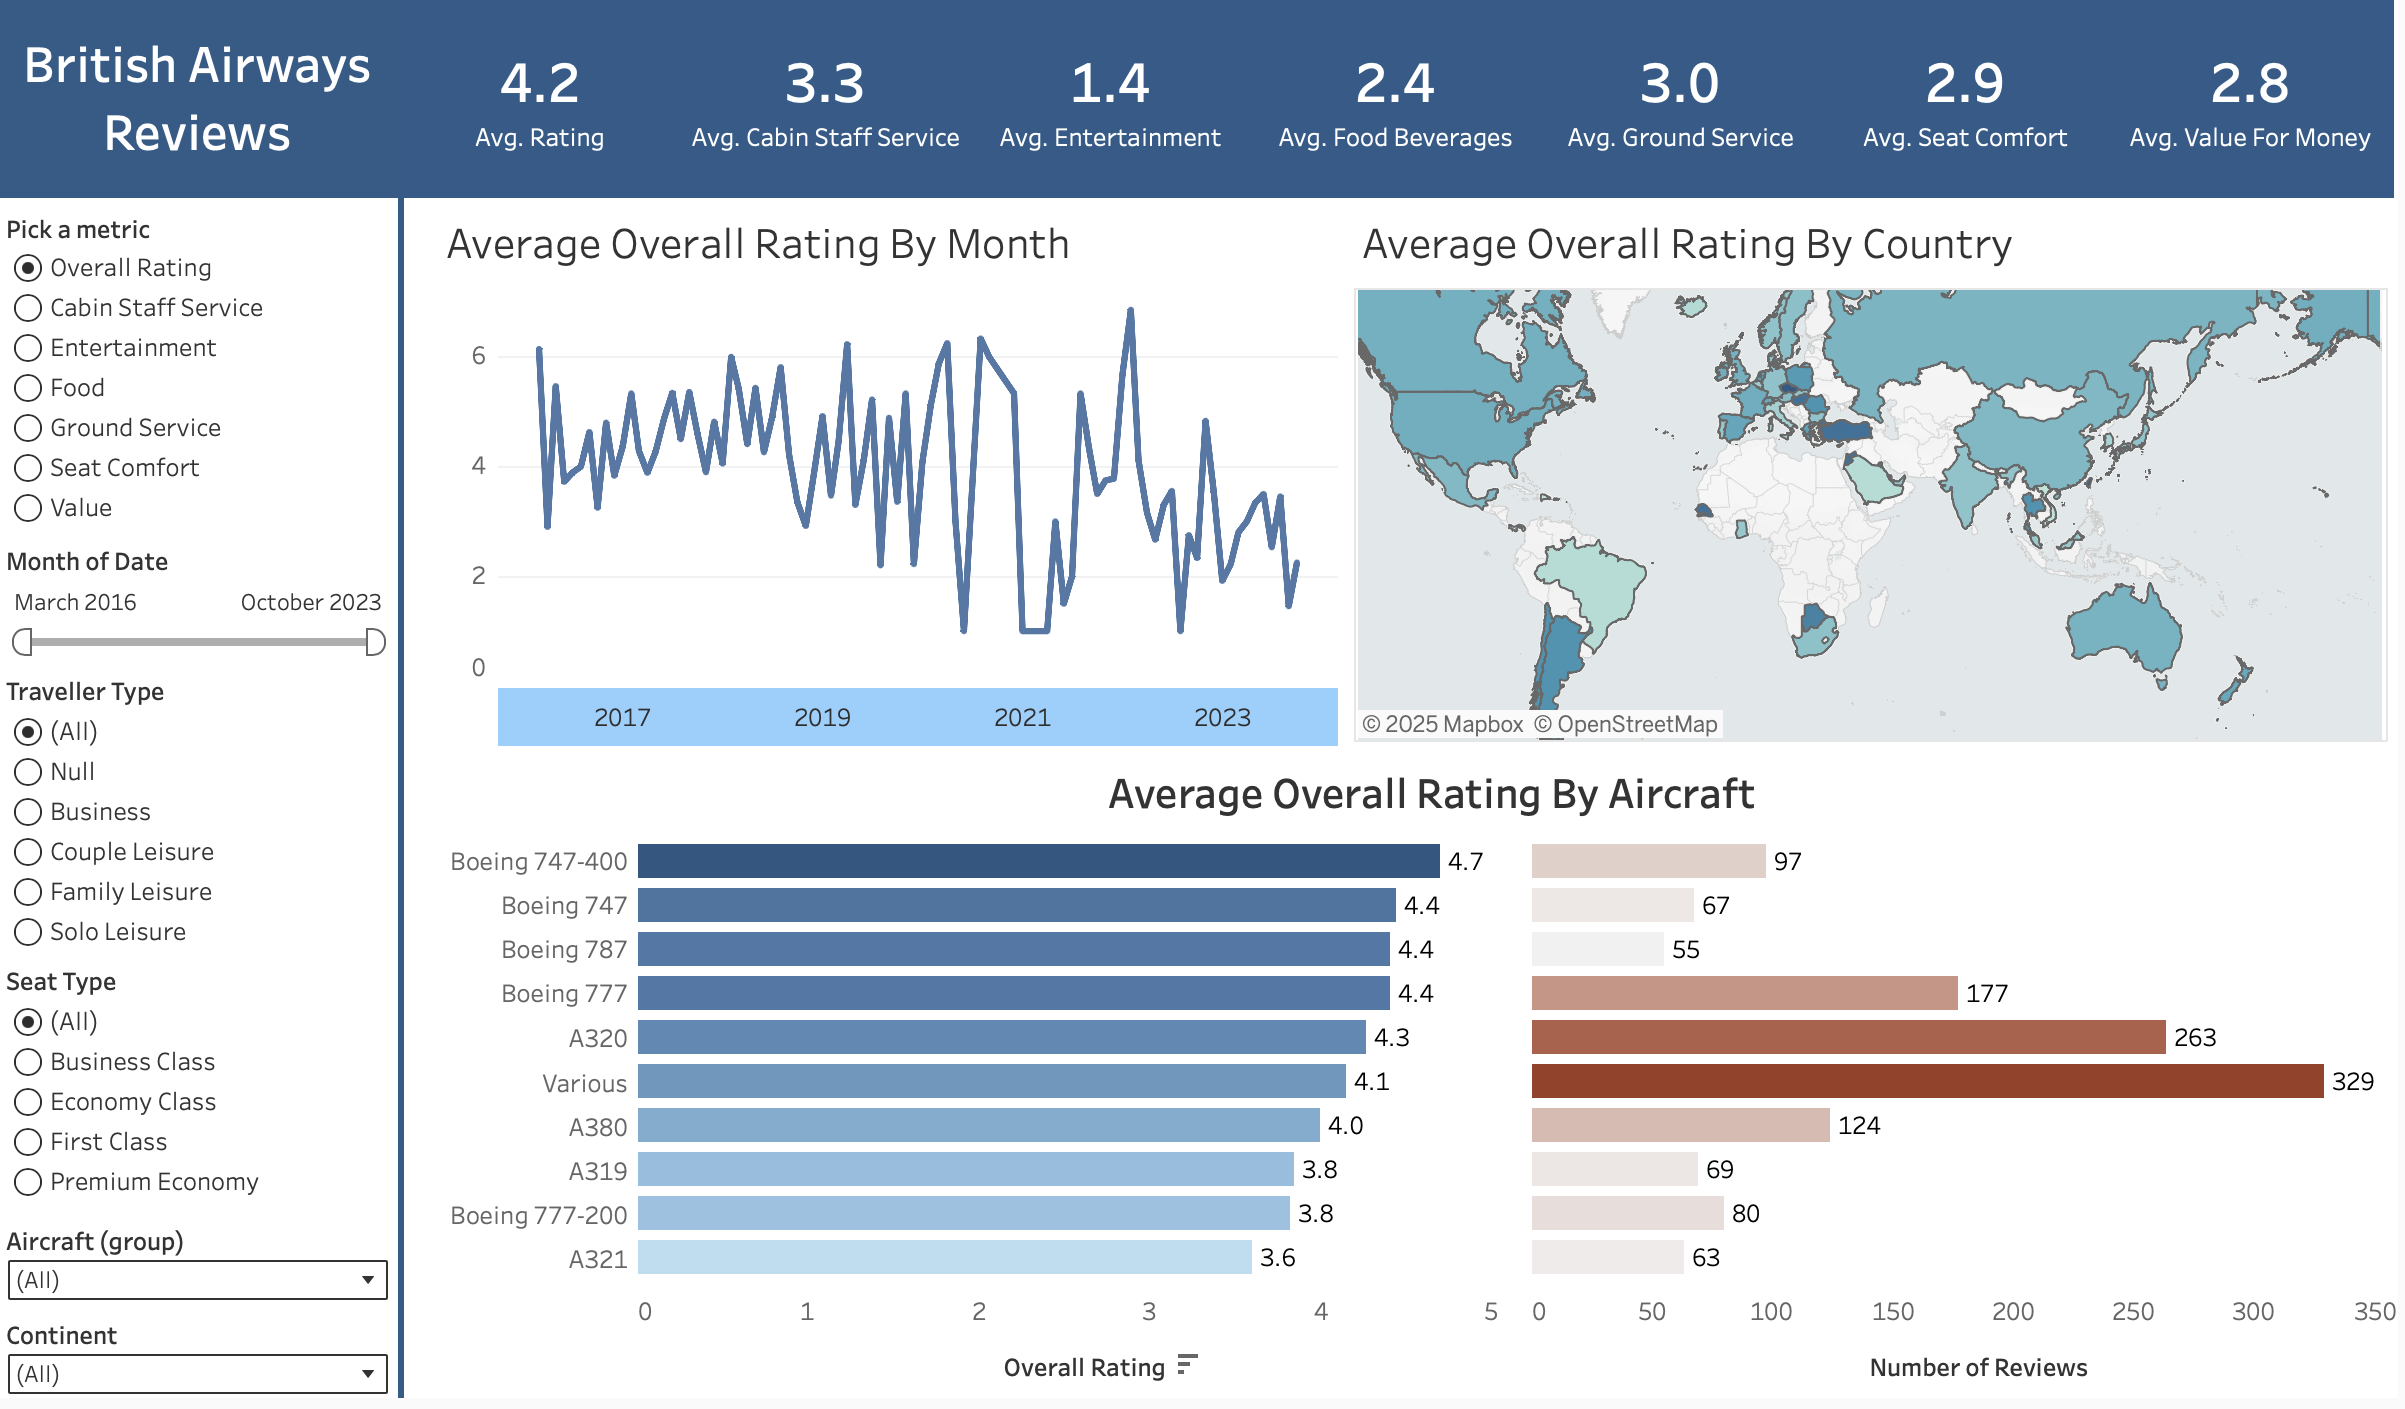 British Airways
Reviews
4.2
Avg. Rating
3.3
Avg. Cabin Staff Service
1.4
Avg. Entertainment
2.4
Avg. Food Beverages
3.0
Avg. Ground Service
2.9
Avg. Seat Comfort
2.8
Avg. Value For Money
Pick a metric
Overall Rating
Cabin Staff Service
Entertainment
Food
Ground Service
Seat Comfort
Value
Month of Date
March 2016 October 2023
Traveller Type
(All)
Null
Business
Couple Leisure
Family Leisure
Solo Leisure
Seat Type
(All)
Business Class
Economy Class
First Class
Premium Economy
Aircraft (group)
(All)
Continent
(All)
Average Overall Rating By Month
6
4
2
0
2017 2019 2021 2023
Average Overall Rating By Country
© 2025 Mapbox © OpenStreetMap
Average Overall Rating By Aircraft
Boeing 747-400 4.7 97
Boeing 747 4.4 67
Boeing 787 4.4 55
Boeing 777 4.4 177
A320 4.3 263
Various 4.1 329
A380 4.0 124
A319 3.8 69
Boeing 777-200 3.8 80
A321 3.6 63
0 1 2 3 4 5 0 50 100 150 200 250 300 350
Overall Rating Number of Reviews